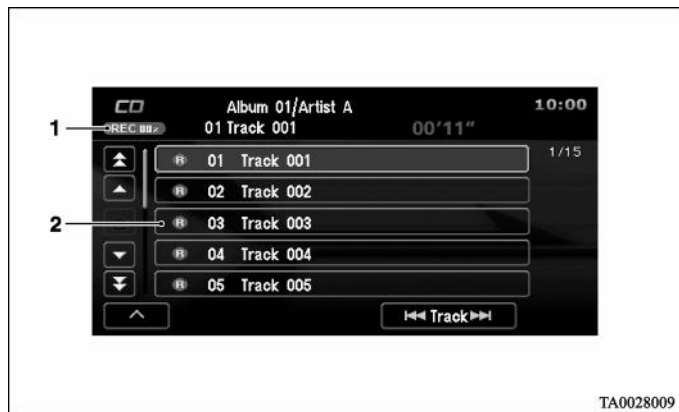 CD
Album 01/Artist A
10:00
1
REC
01 Track 001
00'11"
1/15
R 01 Track 001
R 02 Track 002
2
R 03 Track 003
R 04 Track 004
R 05 Track 005
Track
TA0028009